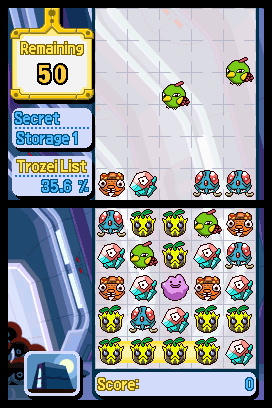 Remaining
50
Secret
Storage 1
Trozei List
35.6 %
Score: 0